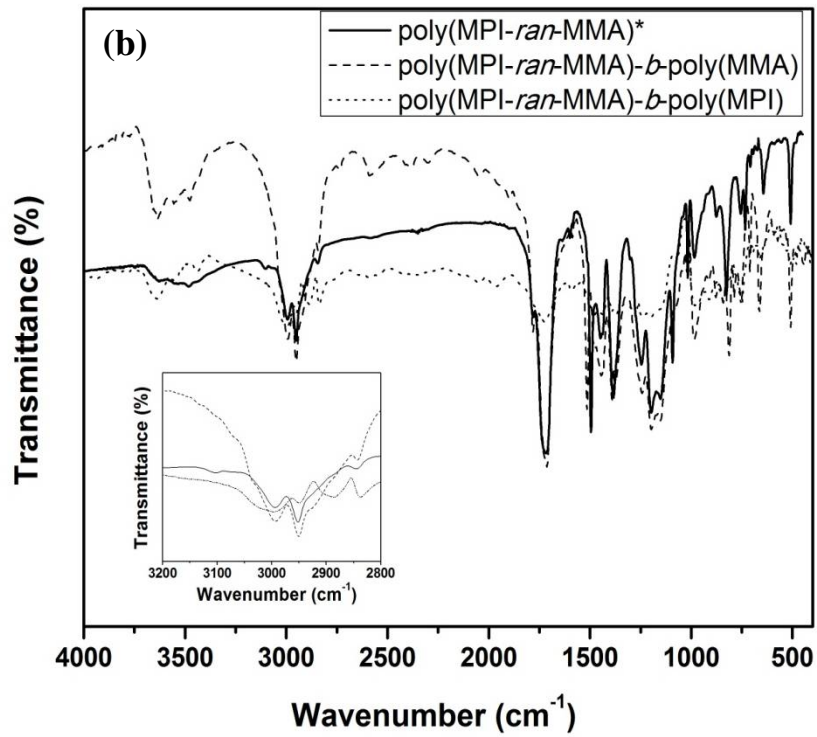 (b)
poly(MPI-ran-MMA)*
poly(MPI-ran-MMA)-b-poly(MMA)
poly(MPI-ran-MMA)-b-poly(MPI)
Transmittance (%)
Transmittance (%)
3200 3100 3000 2900 2800
Wavenumber (cm⁻¹)
4000 3500 3000 2500 2000 1500 1000 500
Wavenumber (cm⁻¹)